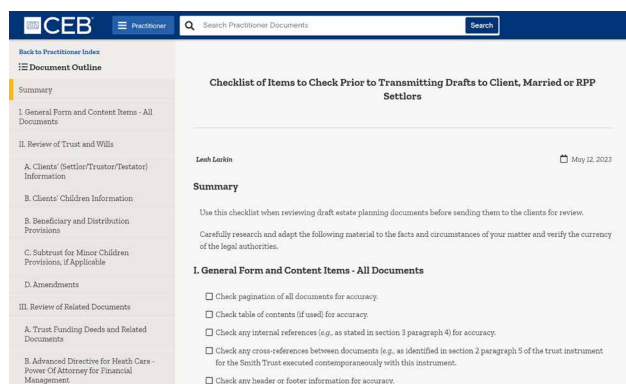 CEB
Practitioner
Search Practitioner Documents
Search
Back to Practitioner Index
Document Outline
Summary
I. General Form and Content Items - All
Documents
II. Review of Trust and Wills
A. Clients' (Settlor/Trustor/Testator)
Information
B. Clients' Children Information
B. Beneficiary and Distribution
Provisions
C. Subtrust for Minor Children
Provisions, if Applicable
D. Amendments
III. Review of Related Documents
A. Trust Funding Deeds and Related
Documents
B. Advanced Directive for Heath Care -
Power Of Attorney for Financial
Management
Checklist of Items to Check Prior to Transmitting Drafts to Client, Married or RPP
Settlors
Leah Larkin
May 12, 2023
Summary
Use this checklist when reviewing draft estate planning documents before sending them to the clients for review.
Carefully research and adapt the following material to the facts and circumstances of your matter and verify the currency
of the legal authorities.
I. General Form and Content Items - All Documents
Check pagination of all documents for accuracy.
Check table of contents (if used) for accuracy.
Check any internal references (e.g., as stated in section 3 paragraph 4) for accuracy.
Check any cross-references between documents (e.g., as identified in section 2 paragraph 5 of the trust instrument
for the Smith Trust executed contemporaneously with this instrument.
Check any header or footer information for accuracy.